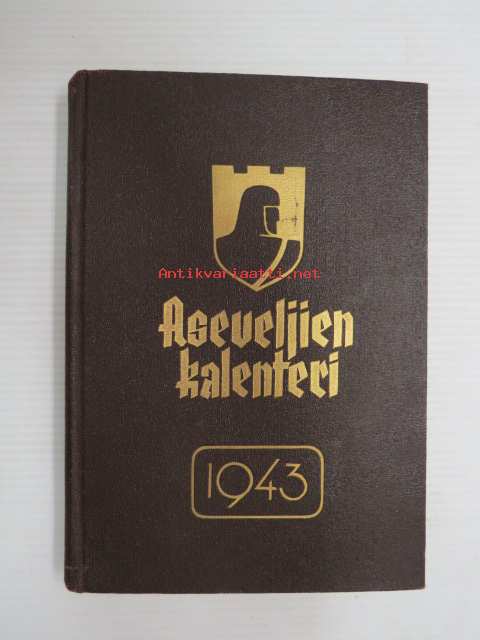 Antikvariaatti.net
Aseveljien
kalenteri
1943